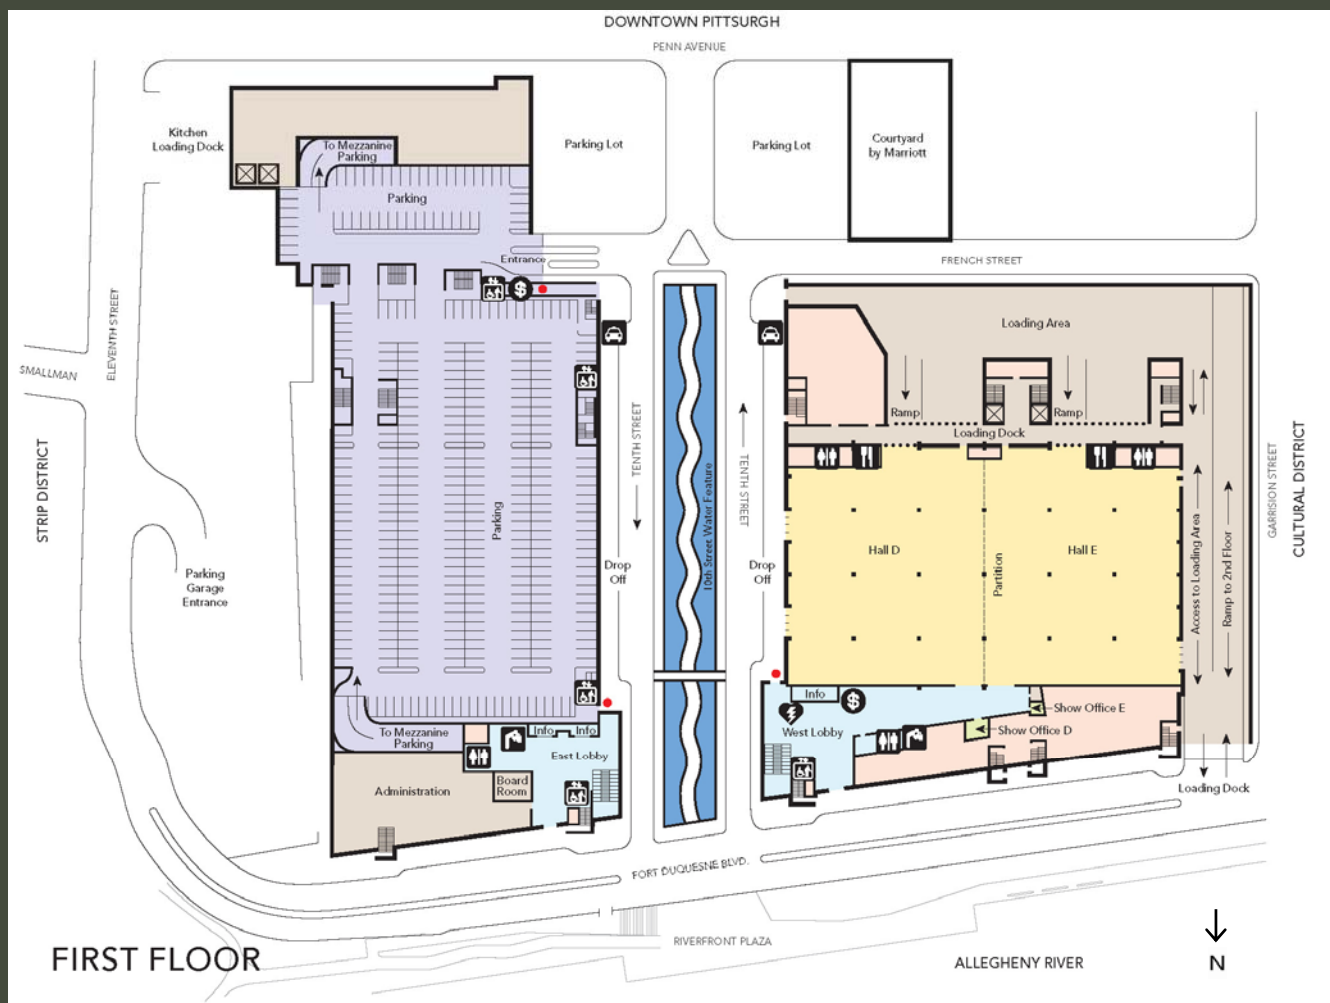 DOWNTOWN PITTSURGH
PENN AVENUE
Kitchen
Loading Dock
To Mezzanine
Parking
Parking Lot
Parking Lot
Courtyard
by Marriott
Parking
Entrance
FRENCH STREET
$
ELEVENTH STREET
SMALLMAN
Loading Area
Ramp
Ramp
Loading Dock
TENTH STREET
TENTH STREET
10th Street Water Feature
STRIP DISTRICT
GARRISION STREET
CULTURAL DISTRICT
Parking
Hall D
Hall E
Partition
Access to Loading Area
Ramp to 2nd Floor
Drop
Off
Drop
Off
Parking
Garage
Entrance
Info
$
Show Office E
Show Office D
West Lobby
To Mezzanine
Parking
Info
Info
East Lobby
Board
Room
Administration
Loading Dock
FORT DUQUESNE BLVD.
RIVERFRONT PLAZA
FIRST FLOOR
ALLEGHENY RIVER
N